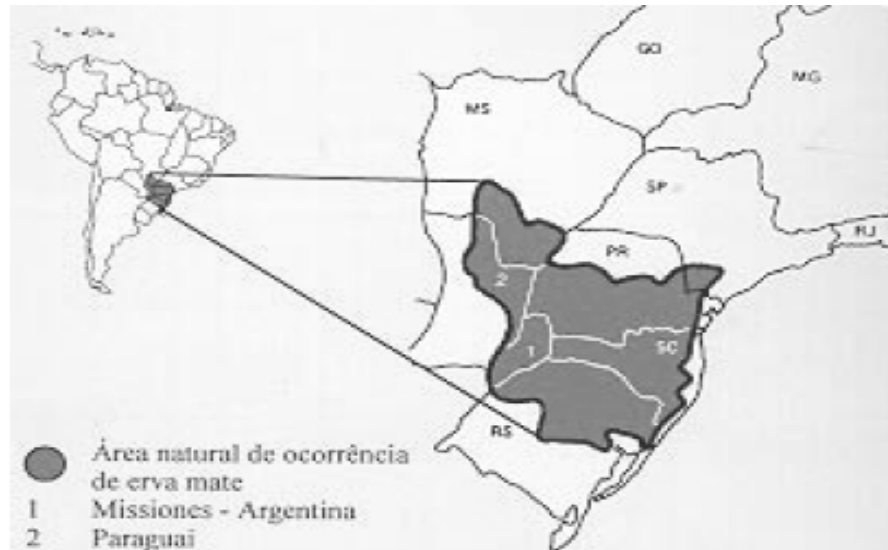 GO
MG
MS
SP
RJ
PR
2
1
SC
RS
Área natural de ocorrência
de erva mate
1 Missiones - Argentina
2 Paraguai